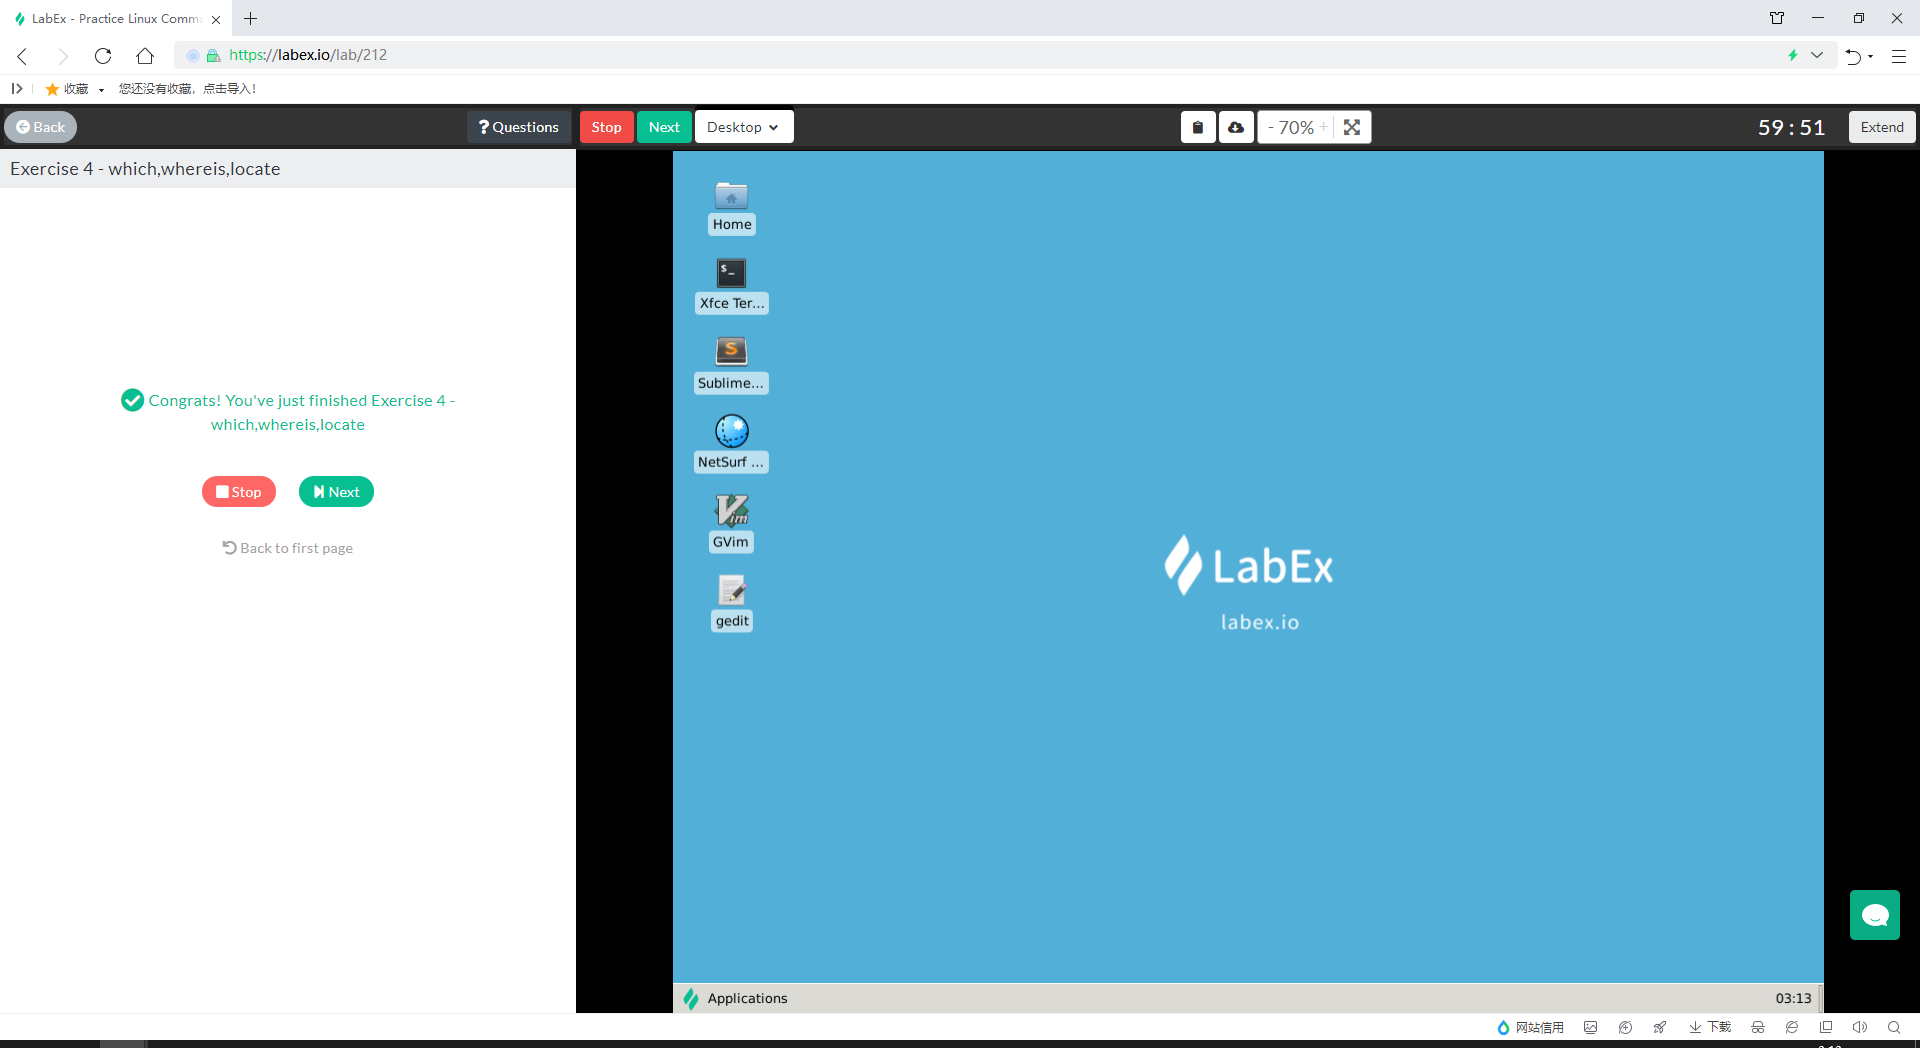 LabEx - Practice Linux Comm
https://labex.io/lab/212
收藏
您还没有收藏，点击导入！
Back
? Questions
Stop
Next
Desktop
- 70% +
59 : 51
Extend
Exercise 4 - which,whereis,locate
Congrats! You've just finished Exercise 4 -
which,whereis,locate
Stop
Next
Back to first page
Home
$_
Xfce Ter...
S
Sublime...
NetSurf ...
Vim
GVim
gedit
LabEx
labex.io
Applications
03:13
网站信用
下载